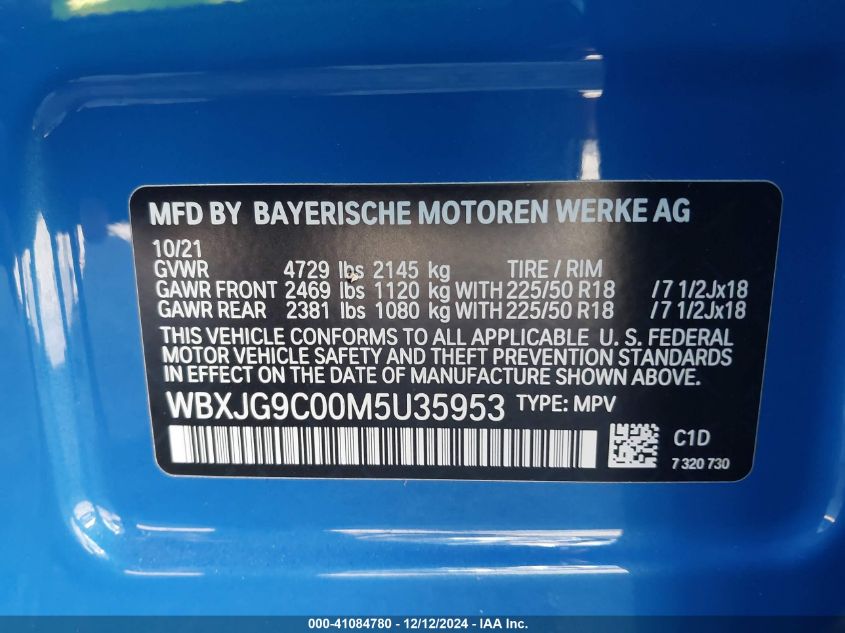 MFD BY BAYERISCHE MOTOREN WERKE AG
10/21
GVWR 4729 lbs 2145 kg TIRE / RIM
GAWR FRONT 2469 lbs 1120 kg WITH 225/50 R18 /7 1/2Jx18
GAWR REAR 2381 lbs 1080 kg WITH 225/50 R18 /7 1/2Jx18
THIS VEHICLE CONFORMS TO ALL APPLICABLE U. S. FEDERAL
MOTOR VEHICLE SAFETY AND THEFT PREVENTION STANDARDS
IN EFFECT ON THE DATE OF MANUFACTURE SHOWN ABOVE.
WBXJG9C00M5U35953 TYPE: MPV
C1D
7 320 730
000-41084780 - 12/12/2024 - IAA Inc.